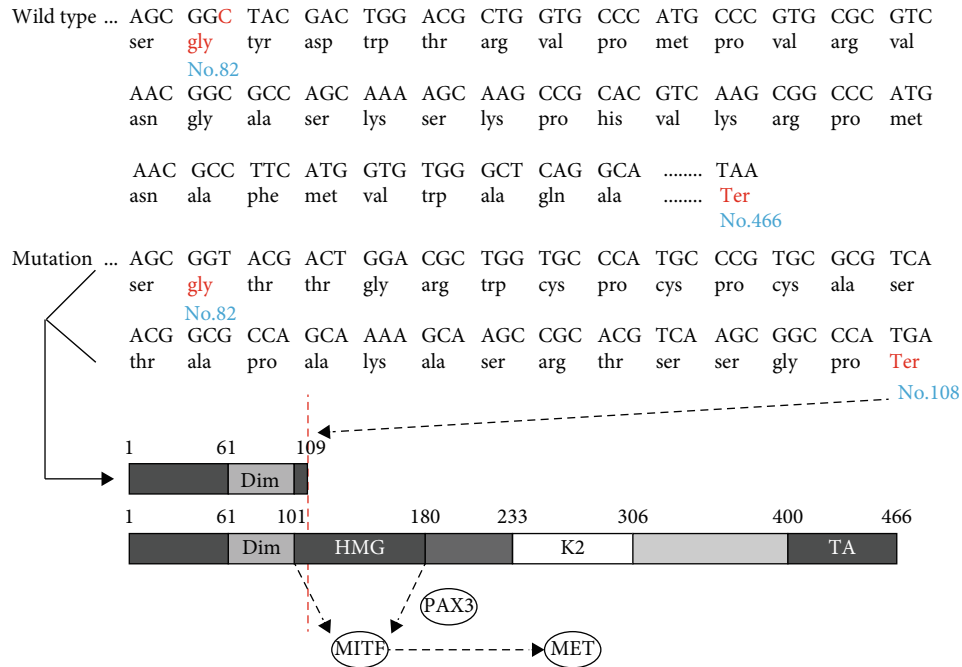 Wild type ... AGC GGC TAC GAC TGG ACG CTG GTG CCC ATG CCC GTG CGC GTC
ser gly tyr asp trp thr arg val pro met pro val arg val
No.82
AAC GGC GCC AGC AAA AGC AAG CCG CAC GTC AAG CGG CCC ATG
asn gly ala ser lys ser lys pro his val lys arg pro met
AAC GCC TTC ATG GTG TGG GCT CAG GCA ........ TAA
asn ala phe met val trp ala gln ala ........ Ter
No.466
Mutation ... AGC GGT ACG ACT GGA CGC TGG TGC CCA TGC CCG TGC GCG TCA
ser gly thr thr gly arg trp cys pro cys pro cys ala ser
No.82
ACG GCG CCA GCA AAA GCA AGC CGC ACG TCA AGC GGC CCA TGA
thr ala pro ala lys ala ser arg thr ser ser gly pro Ter
No.108
1 61 109
Dim
1 61 101 180 233 306 400 466
Dim HMG K2 TA
PAX3
MITF MET